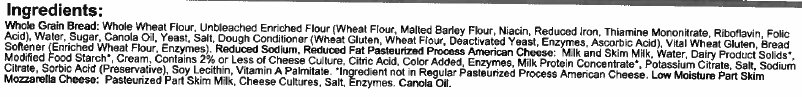 Ingredients:
Whole Grain Bread: Whole Wheat Flour, Unbleached Enriched Flour (Wheat Flour, Malted Barley Flour, Niacin, Reduced Iron, Thiamine Mononitrate, Riboflavin, Folic
Acid), Water, Sugar, Canola Oil, Yeast, Salt, Dough Conditioner (Wheat Gluten, Wheat Flour, Deactivated Yeast, Enzymes, Ascorbic Acid), Vital Wheat Gluten, Bread
Softener (Enriched Wheat Flour, Enzymes). Reduced Sodium, Reduced Fat Pasteurized Process American Cheese: Milk and Skim Milk, Water, Dairy Product Solids*,
Modified Food Starch*, Cream, Contains 2% or Less of Cheese Culture, Citric Acid, Color Added, Enzymes, Milk Protein Concentrate*, Potassium Citrate, Salt, Sodium
Citrate, Sorbic Acid (Preservative), Soy Lecithin, Vitamin A Palmitate. *Ingredient not in Regular Pasteurized Process American Cheese. Low Moisture Part Skim
Mozzarella Cheese: Pasteurized Part Skim Milk, Cheese Cultures, Salt, Enzymes. Canola Oil.